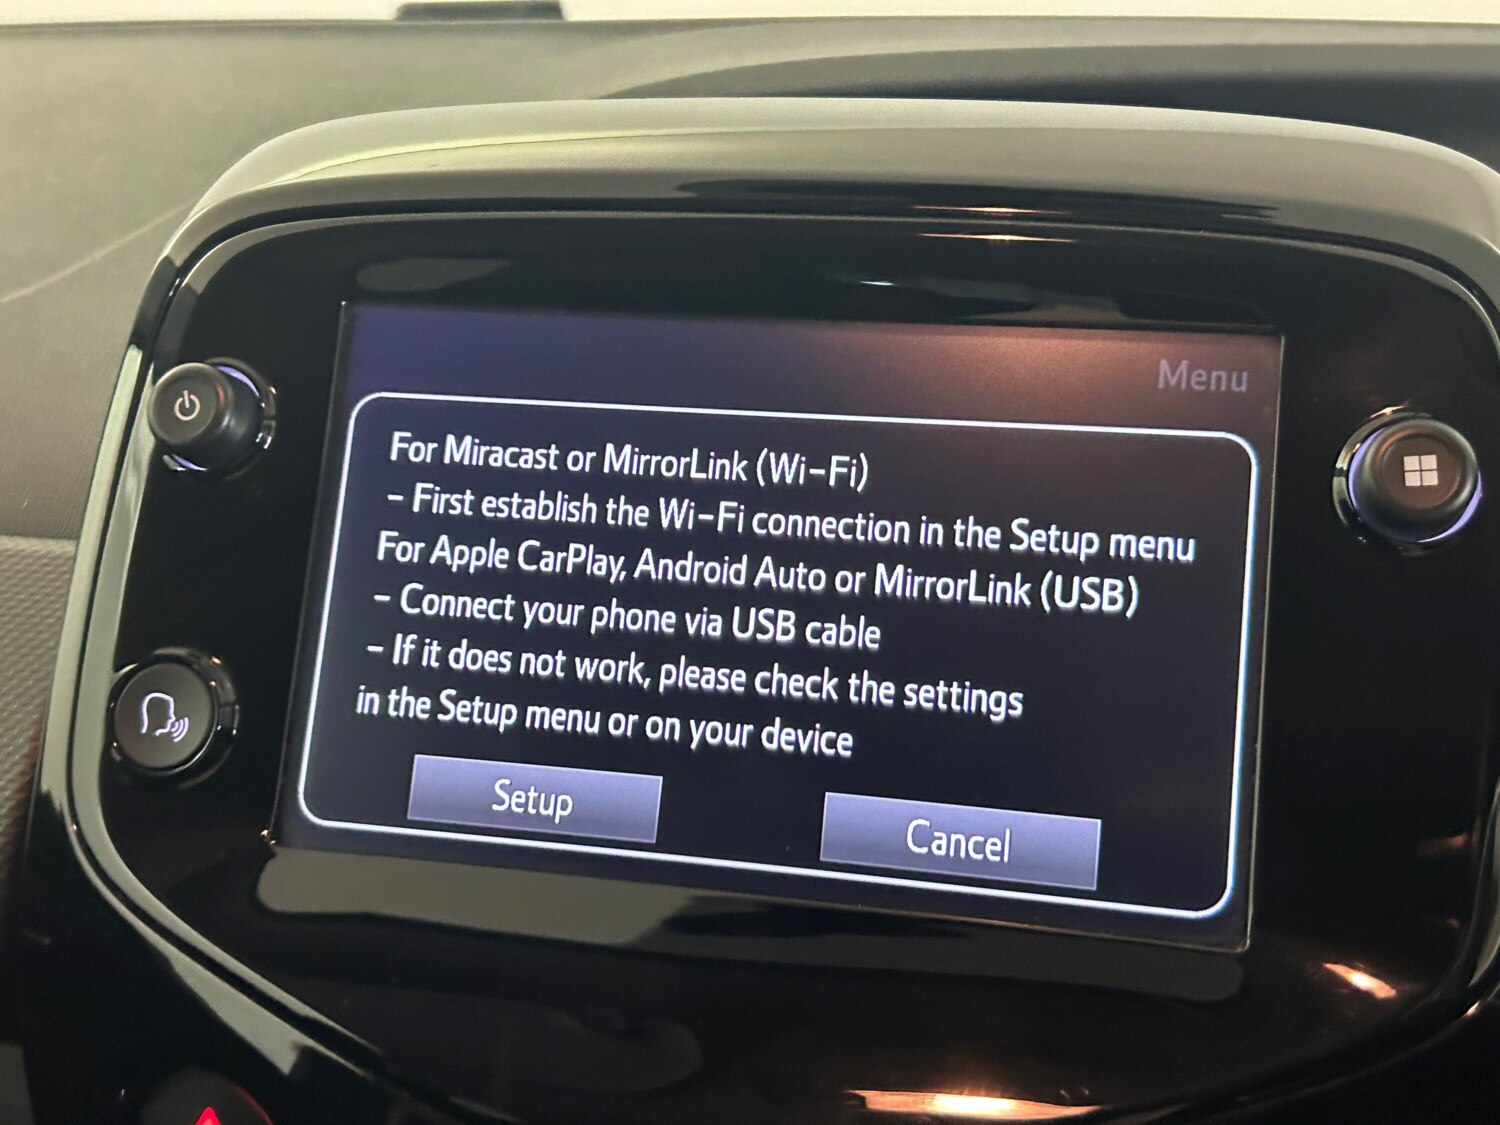 Menu
For Miracast or MirrorLink (Wi-Fi)
- First establish the Wi-Fi connection in the Setup menu
For Apple CarPlay, Android Auto or MirrorLink (USB)
- Connect your phone via USB cable
- If it does not work, please check the settings
in the Setup menu or on your device
Setup
Cancel